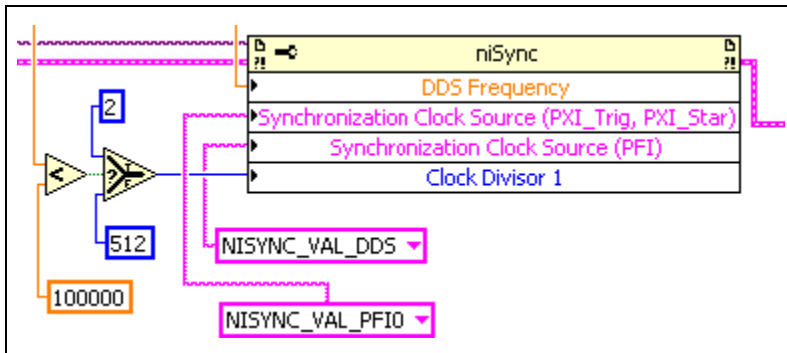 niSync
DDS Frequency
Synchronization Clock Source (PXI_Trig, PXI_Star)
Synchronization Clock Source (PFI)
Clock Divisor 1
2
<
?
T
F
512
NISYNC_VAL_DDS
100000
NISYNC_VAL_PFI0